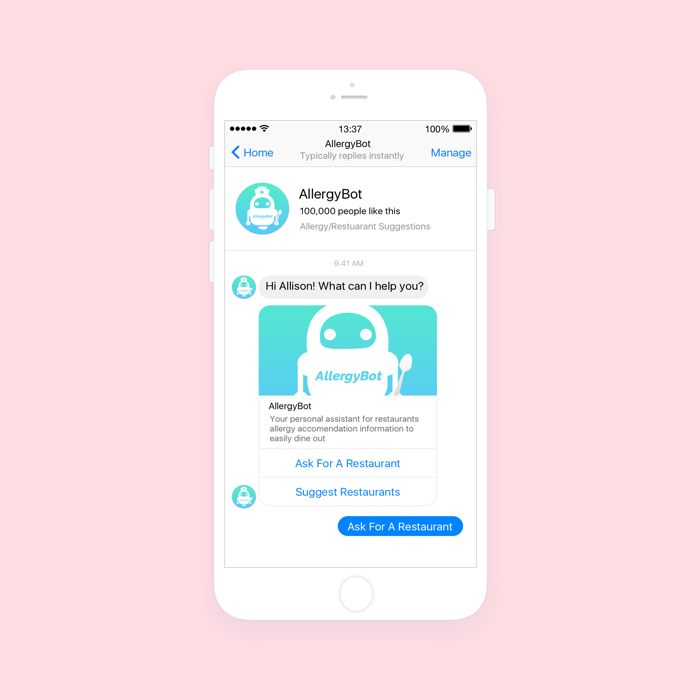 13:37
100%
Home
AllergyBot
Typically replies instantly
Manage
AllergyBot
AllergyBot
100,000 people like this
Allergy/Restuarant Suggestions
9:41 AM
Hi Allison! What can I help you?
AllergyBot
AllergyBot
Your personal assistant for restaurants
allergy accomendation information to
easily dine out
Ask For A Restaurant
Suggest Restaurants
Ask For A Restaurant